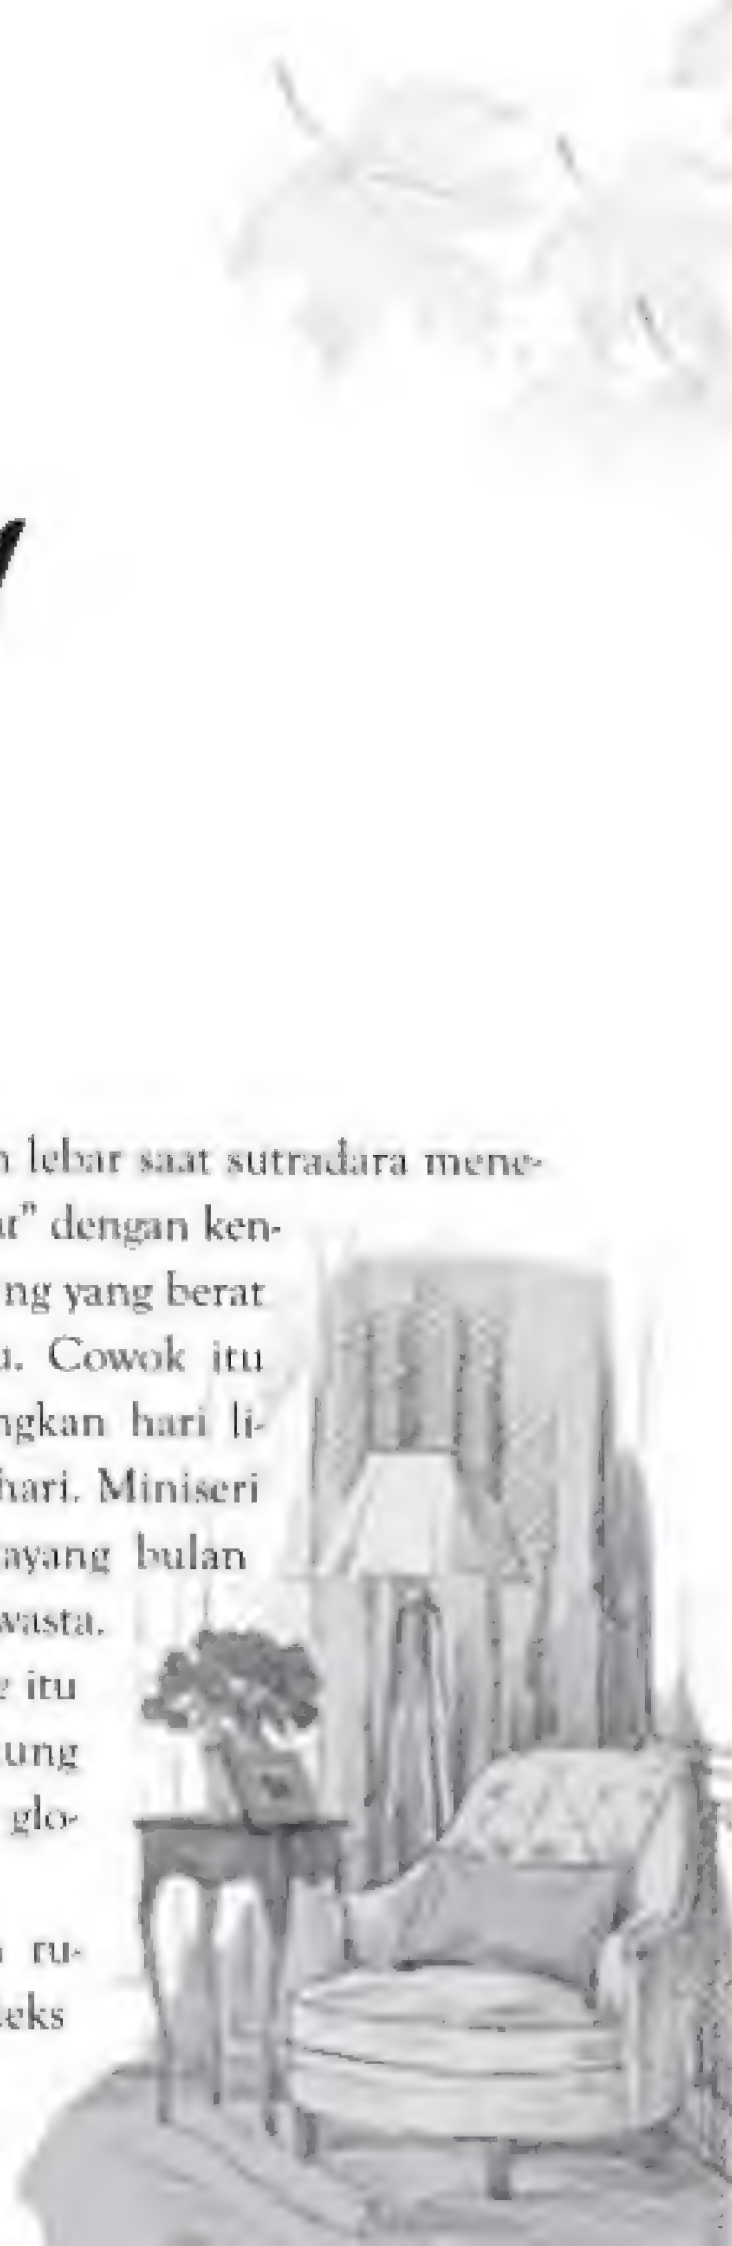 lebar saat sutradara mene-
dengan ken-
ng yang berat
u. Cowok itu
ngkan hari li-
hari. Miniseri
ayang bulan
wasta.
e itu
ung
glo-
ru-
eks